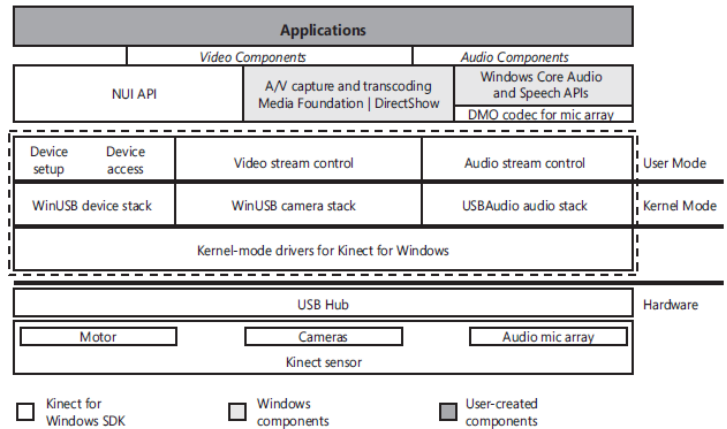 Applications
Video Components
Audio Components
NUI API
A/V capture and transcoding
Media Foundation | DirectShow
Windows Core Audio
and Speech APIs
DMO codec for mic array
Device
setup
Device
access
Video stream control
Audio stream control
User Mode
WinUSB device stack
WinUSB camera stack
USBAudio audio stack
Kernel Mode
Kernel-mode drivers for Kinect for Windows
USB Hub
Hardware
Motor
Cameras
Audio mic array
Kinect sensor
Kinect for
Windows SDK
Windows
components
User-created
components